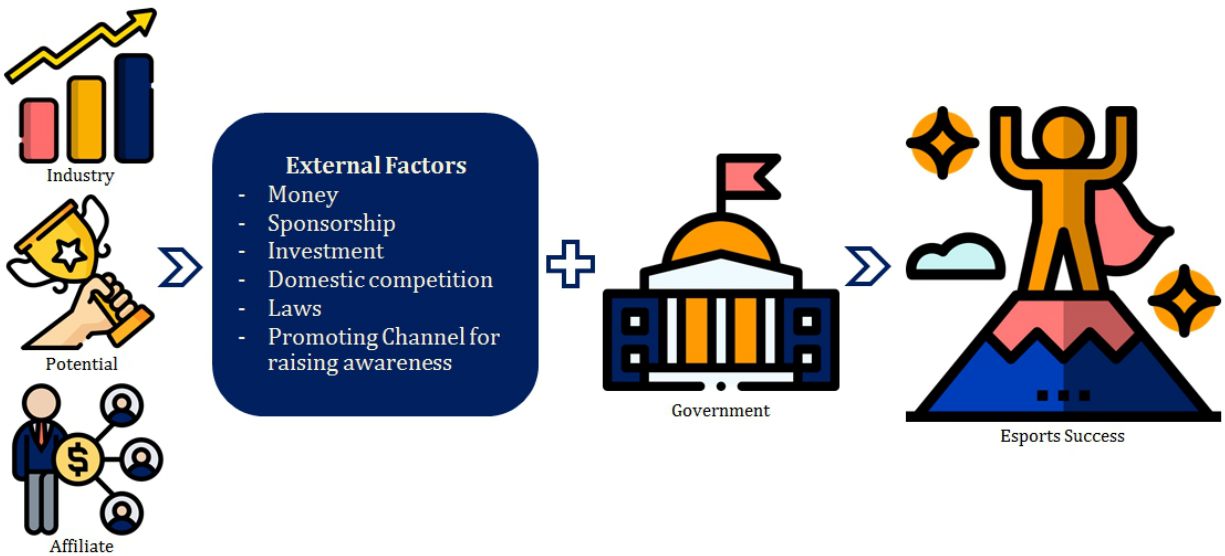 Industry
Potential
Affiliate
External Factors
- Money
- Sponsorship
- Investment
- Domestic competition
- Laws
- Promoting Channel for
raising awareness
Government
Esports Success